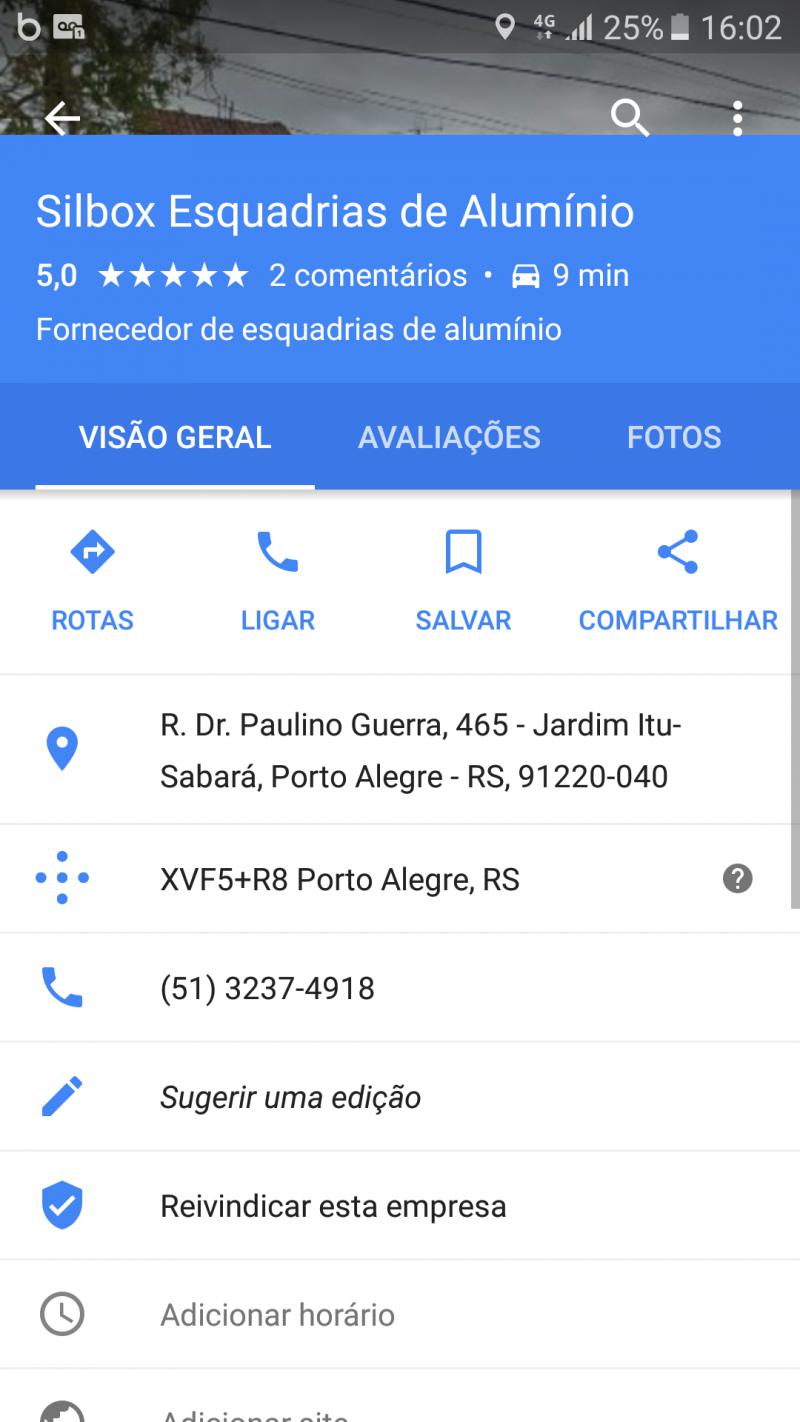 4G 25% 16:02
Silbox Esquadrias de Alumínio
5,0 ★★★★★ 2 comentários • 9 min
Fornecedor de esquadrias de alumínio
VISÃO GERAL AVALIAÇÕES FOTOS
ROTAS LIGAR SALVAR COMPARTILHAR
R. Dr. Paulino Guerra, 465 - Jardim Itu-
Sabará, Porto Alegre - RS, 91220-040
XVF5+R8 Porto Alegre, RS
(51) 3237-4918
Sugerir uma edição
Reivindicar esta empresa
Adicionar horário
Adicionar site